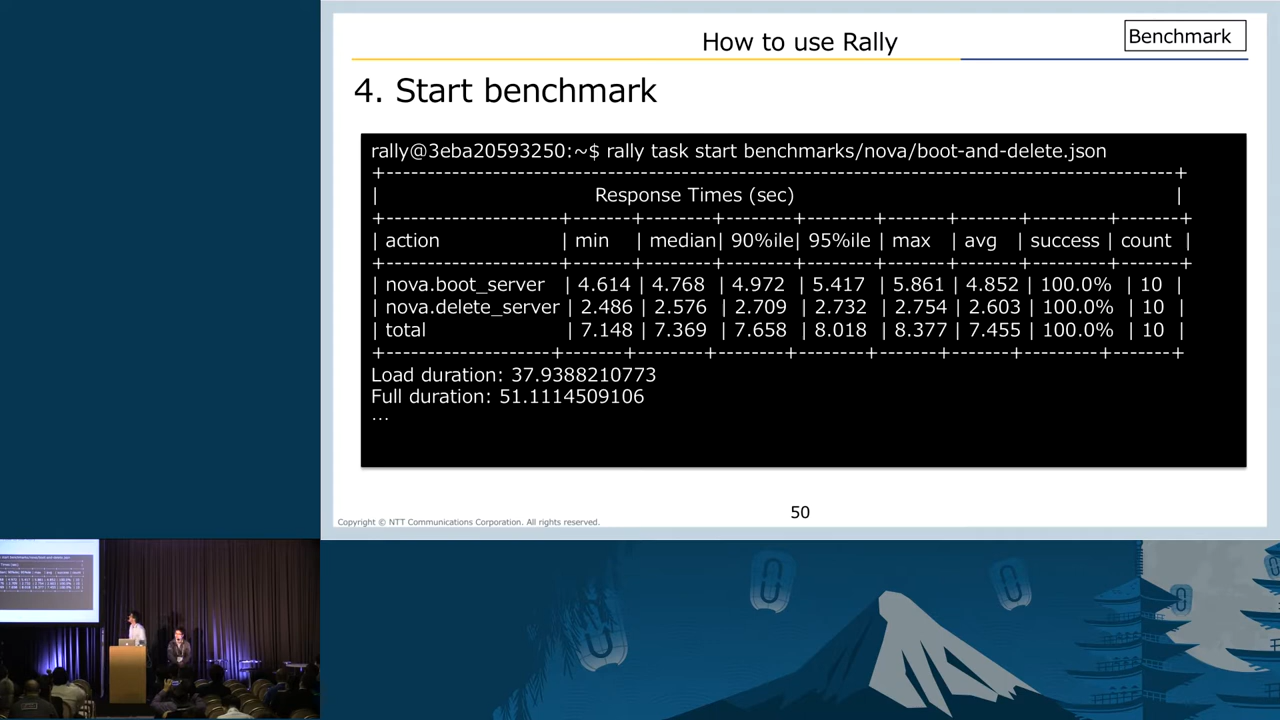 How to use Rally
Benchmark
4. Start benchmark
rally@3eba20593250:~$ rally task start benchmarks/nova/boot-and-delete.json
+------------------------------------------------------------------------------------------------------+
| Response Times (sec) |
+----------------------+--------+---------+---------+---------+--------+--------+----------+--------+
| action | min | median| 90%ile| 95%ile | max | avg | success | count |
+----------------------+--------+---------+---------+---------+--------+--------+----------+--------+
| nova.boot_server | 4.614 | 4.768 | 4.972 | 5.417 | 5.861 | 4.852 | 100.0% | 10 |
| nova.delete_server | 2.486 | 2.576 | 2.709 | 2.732 | 2.754 | 2.603 | 100.0% | 10 |
| total | 7.148 | 7.369 | 7.658 | 8.018 | 8.377 | 7.455 | 100.0% | 10 |
+----------------------+--------+---------+---------+---------+--------+--------+----------+--------+
Load duration: 37.9388210773
Full duration: 51.1114509106
...
50
Copyright © NTT Communications Corporation. All rights reserved.